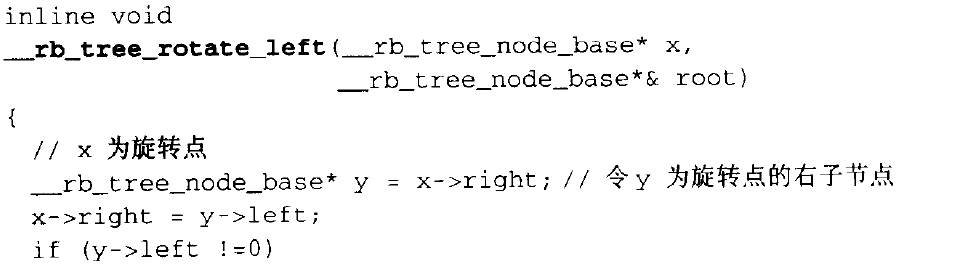 inline void
__rb_tree_rotate_left(__rb_tree_node_base* x,
__rb_tree_node_base*& root)
{
// x 为旋转点
__rb_tree_node_base* y = x->right; // 令 y 为旋转点的右子节点
x->right = y->left;
if (y->left !=0)